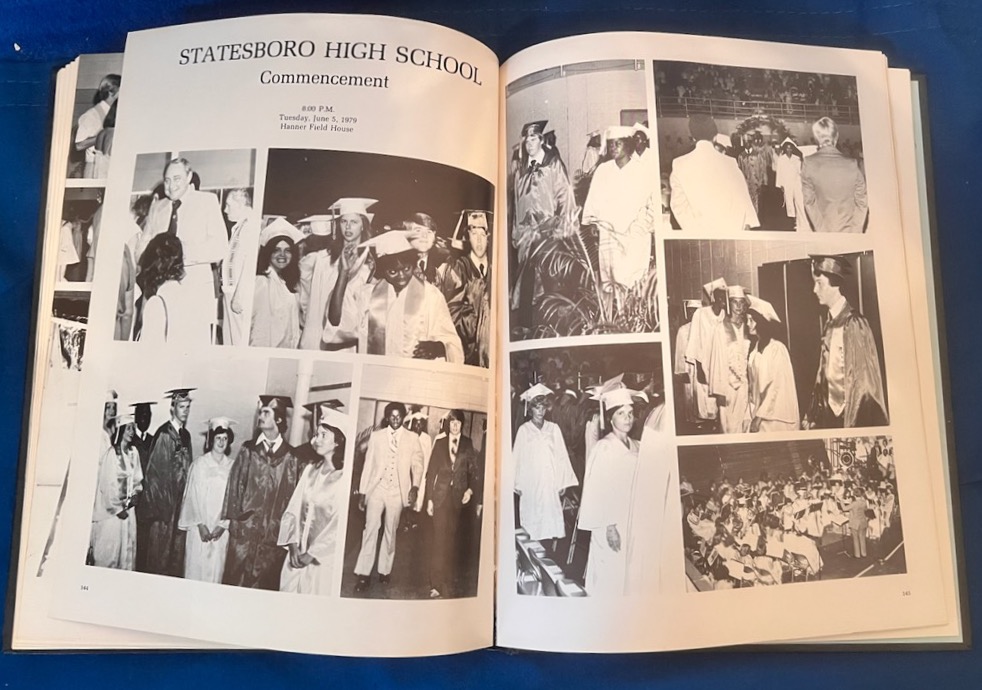 STATESBORO HIGH SCHOOL
Commencement
8:00 P.M.
Tuesday, June 5, 1979
Hanner Field House